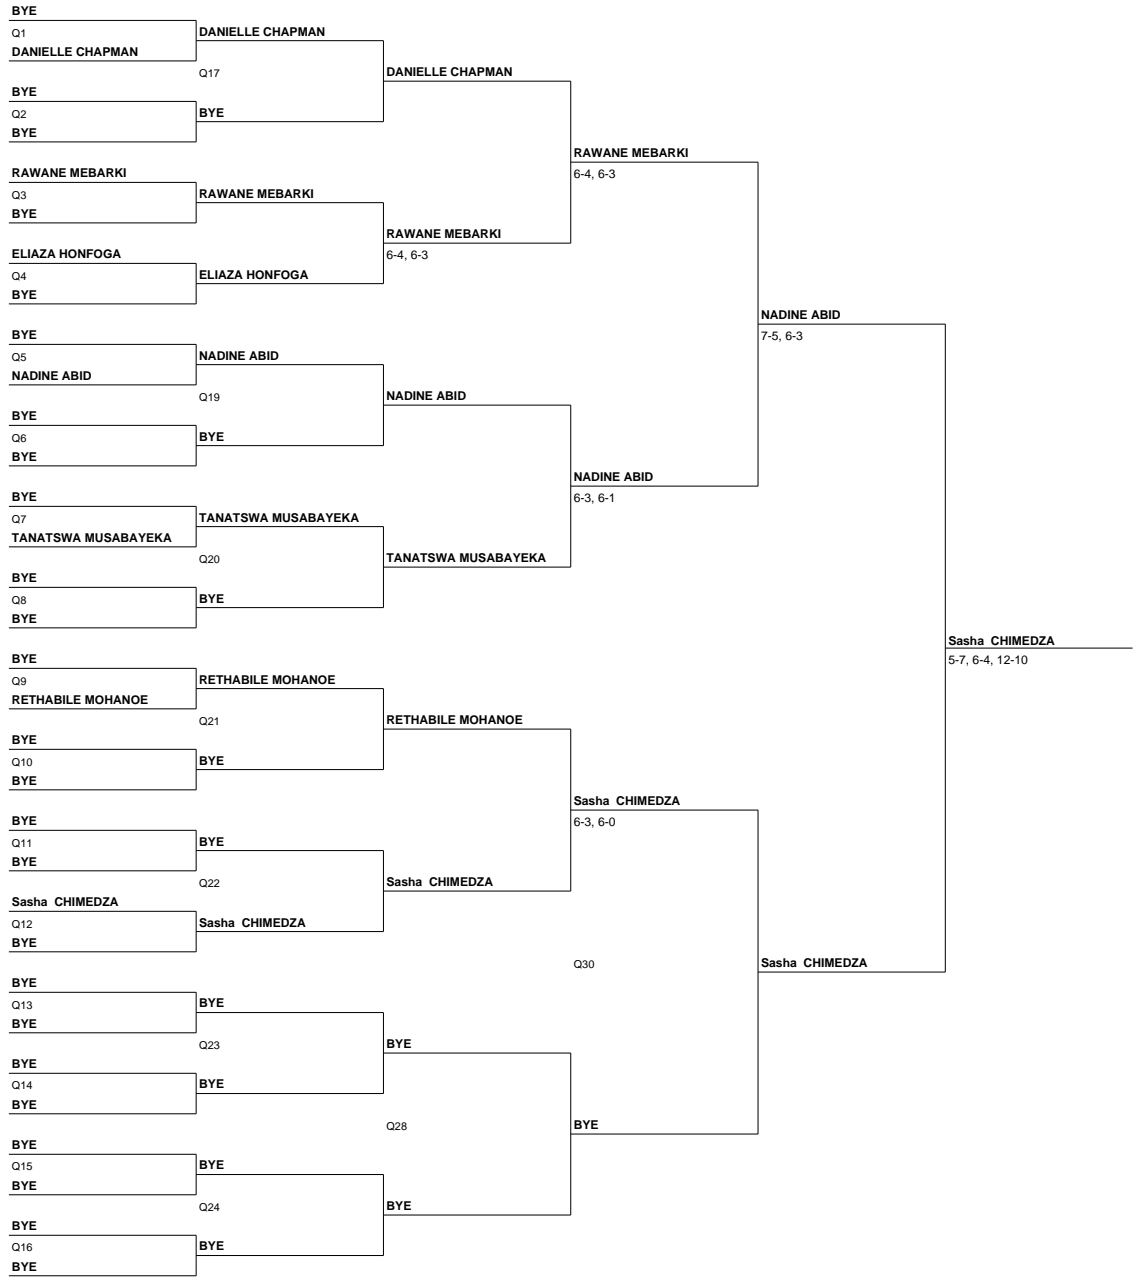 BYE
Q1
DANIELLE CHAPMAN
DANIELLE CHAPMAN
Q17
DANIELLE CHAPMAN
BYE
Q2
BYE
BYE
RAWANE MEBARKI
6-4, 6-3
RAWANE MEBARKI
Q3
BYE
RAWANE MEBARKI
RAWANE MEBARKI
6-4, 6-3
ELIAZA HONFOGA
Q4
BYE
ELIAZA HONFOGA
NADINE ABID
7-5, 6-3
BYE
Q5
NADINE ABID
NADINE ABID
Q19
NADINE ABID
BYE
Q6
BYE
BYE
NADINE ABID
6-3, 6-1
BYE
Q7
TANATSWA MUSABAYEKA
TANATSWA MUSABAYEKA
Q20
TANATSWA MUSABAYEKA
BYE
Q8
BYE
BYE
Sasha CHIMEDZA
5-7, 6-4, 12-10
BYE
Q9
RETHABILE MOHANOE
RETHABILE MOHANOE
Q21
RETHABILE MOHANOE
BYE
Q10
BYE
BYE
Sasha CHIMEDZA
6-3, 6-0
BYE
Q11
BYE
BYE
Q22
Sasha CHIMEDZA
Sasha CHIMEDZA
Q12
BYE
Sasha CHIMEDZA
Q30
Sasha CHIMEDZA
BYE
Q13
BYE
BYE
Q23
BYE
BYE
Q14
BYE
BYE
Q28
BYE
BYE
Q15
BYE
BYE
Q24
BYE
BYE
Q16
BYE
BYE